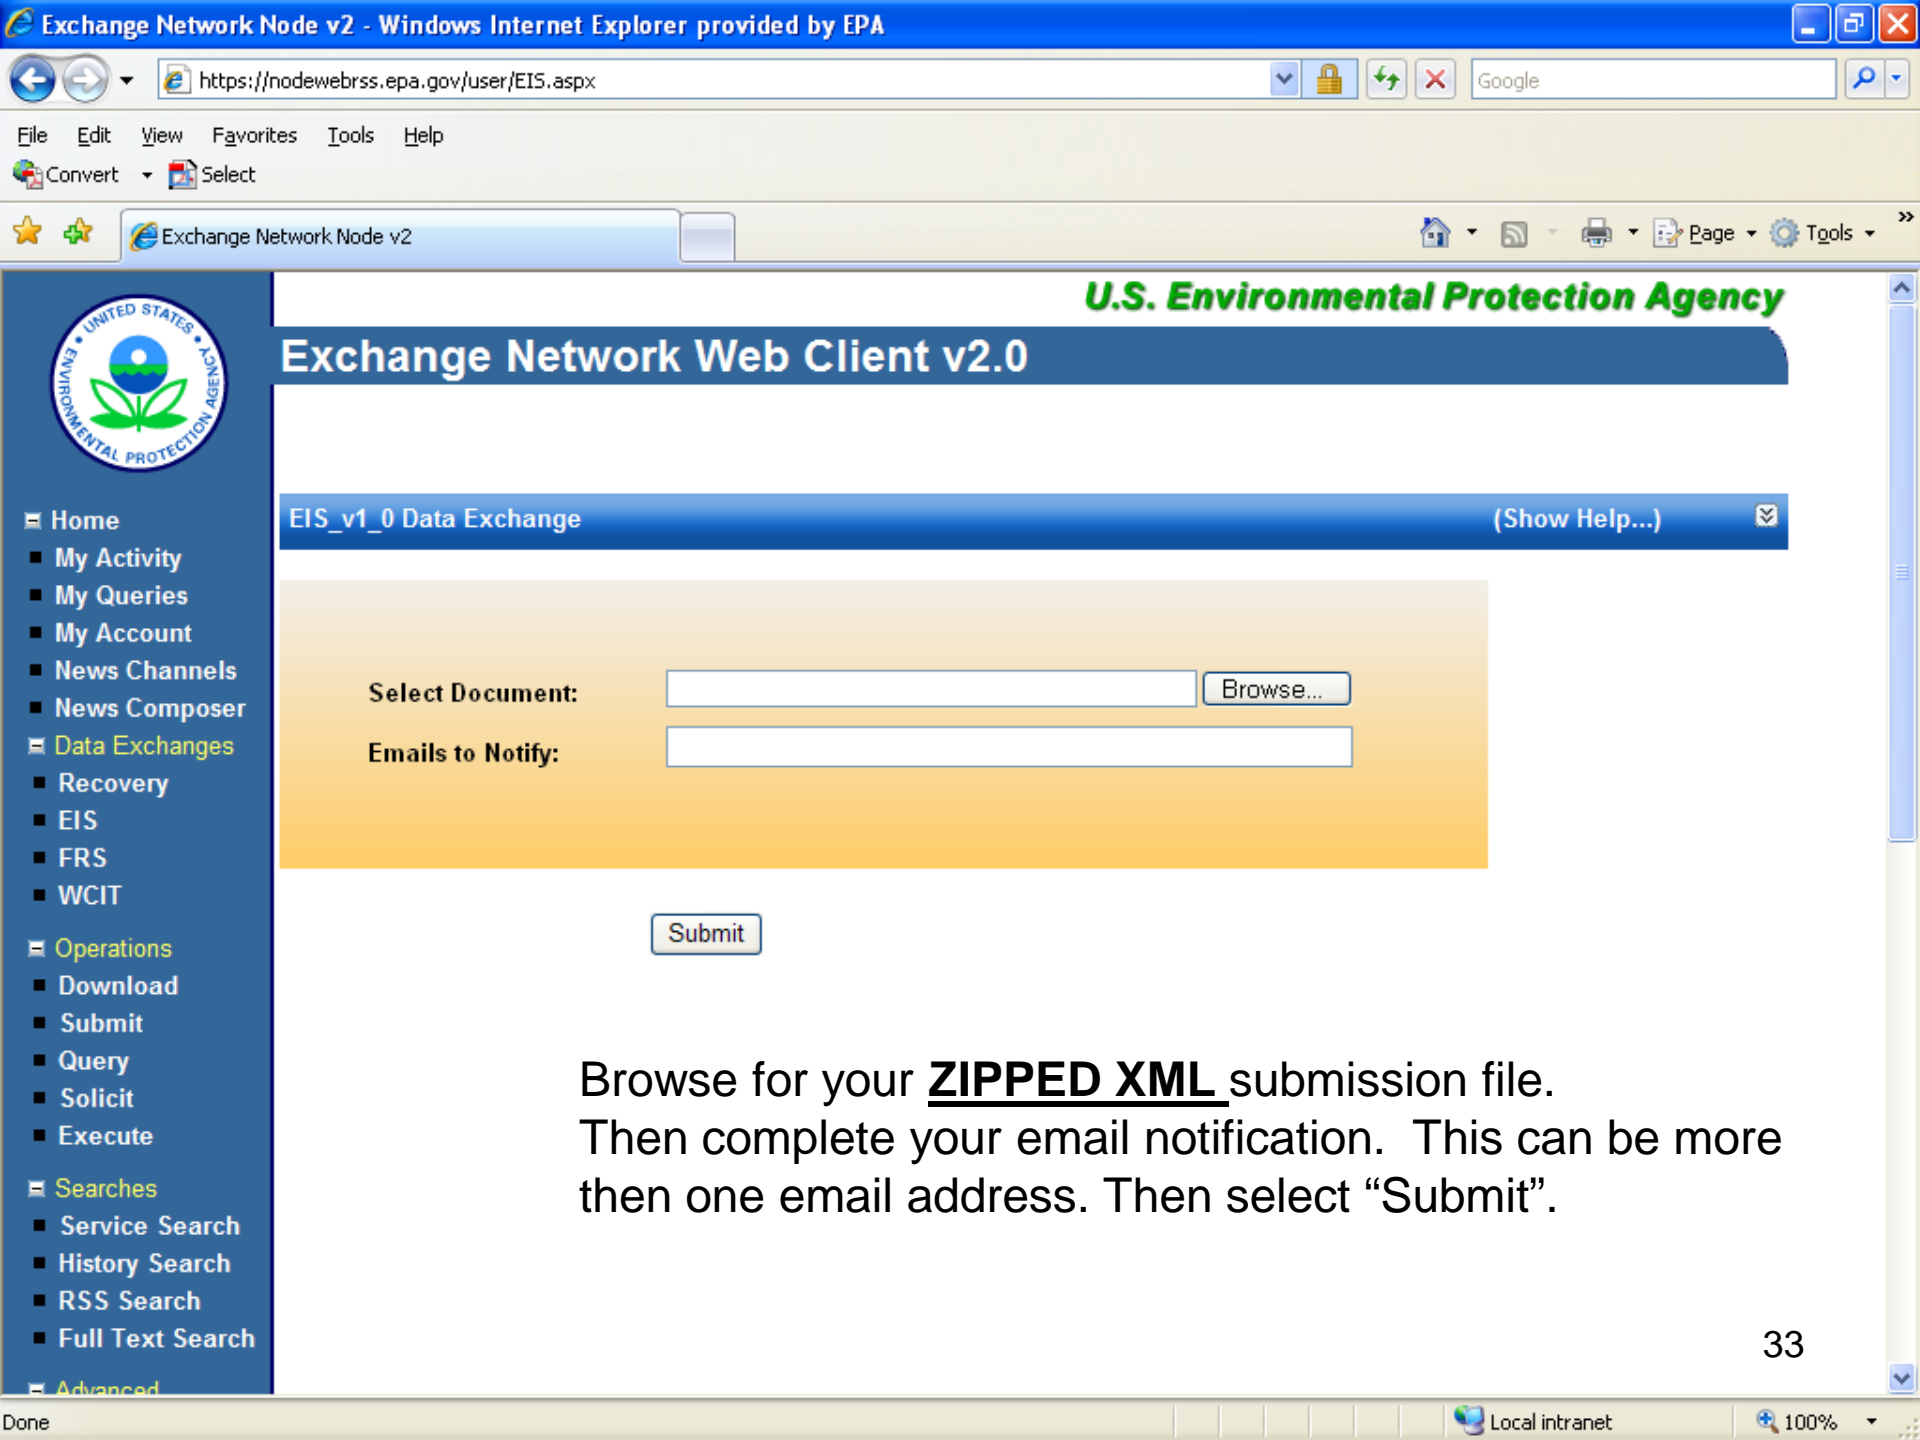 Exchange Network Node v2 - Windows Internet Explorer provided by EPA
https://nodewebrss.epa.gov/user/EIS.aspx
Google
File Edit View Favorites Tools Help
Convert Select
Exchange Network Node v2
Page Tools »
UNITED STATES • ENVIRONMENTAL PROTECTION AGENCY •
U.S. Environmental Protection Agency
Exchange Network Web Client v2.0
Home
My Activity
My Queries
My Account
News Channels
News Composer
Data Exchanges
Recovery
EIS
FRS
WCIT
Operations
Download
Submit
Query
Solicit
Execute
Searches
Service Search
History Search
RSS Search
Full Text Search
Advanced
EIS_v1_0 Data Exchange (Show Help...)
Select Document: Browse...
Emails to Notify:
Submit
Browse for your ZIPPED XML submission file.
Then complete your email notification. This can be more
then one email address. Then select “Submit”.
33
Done Local intranet 100%